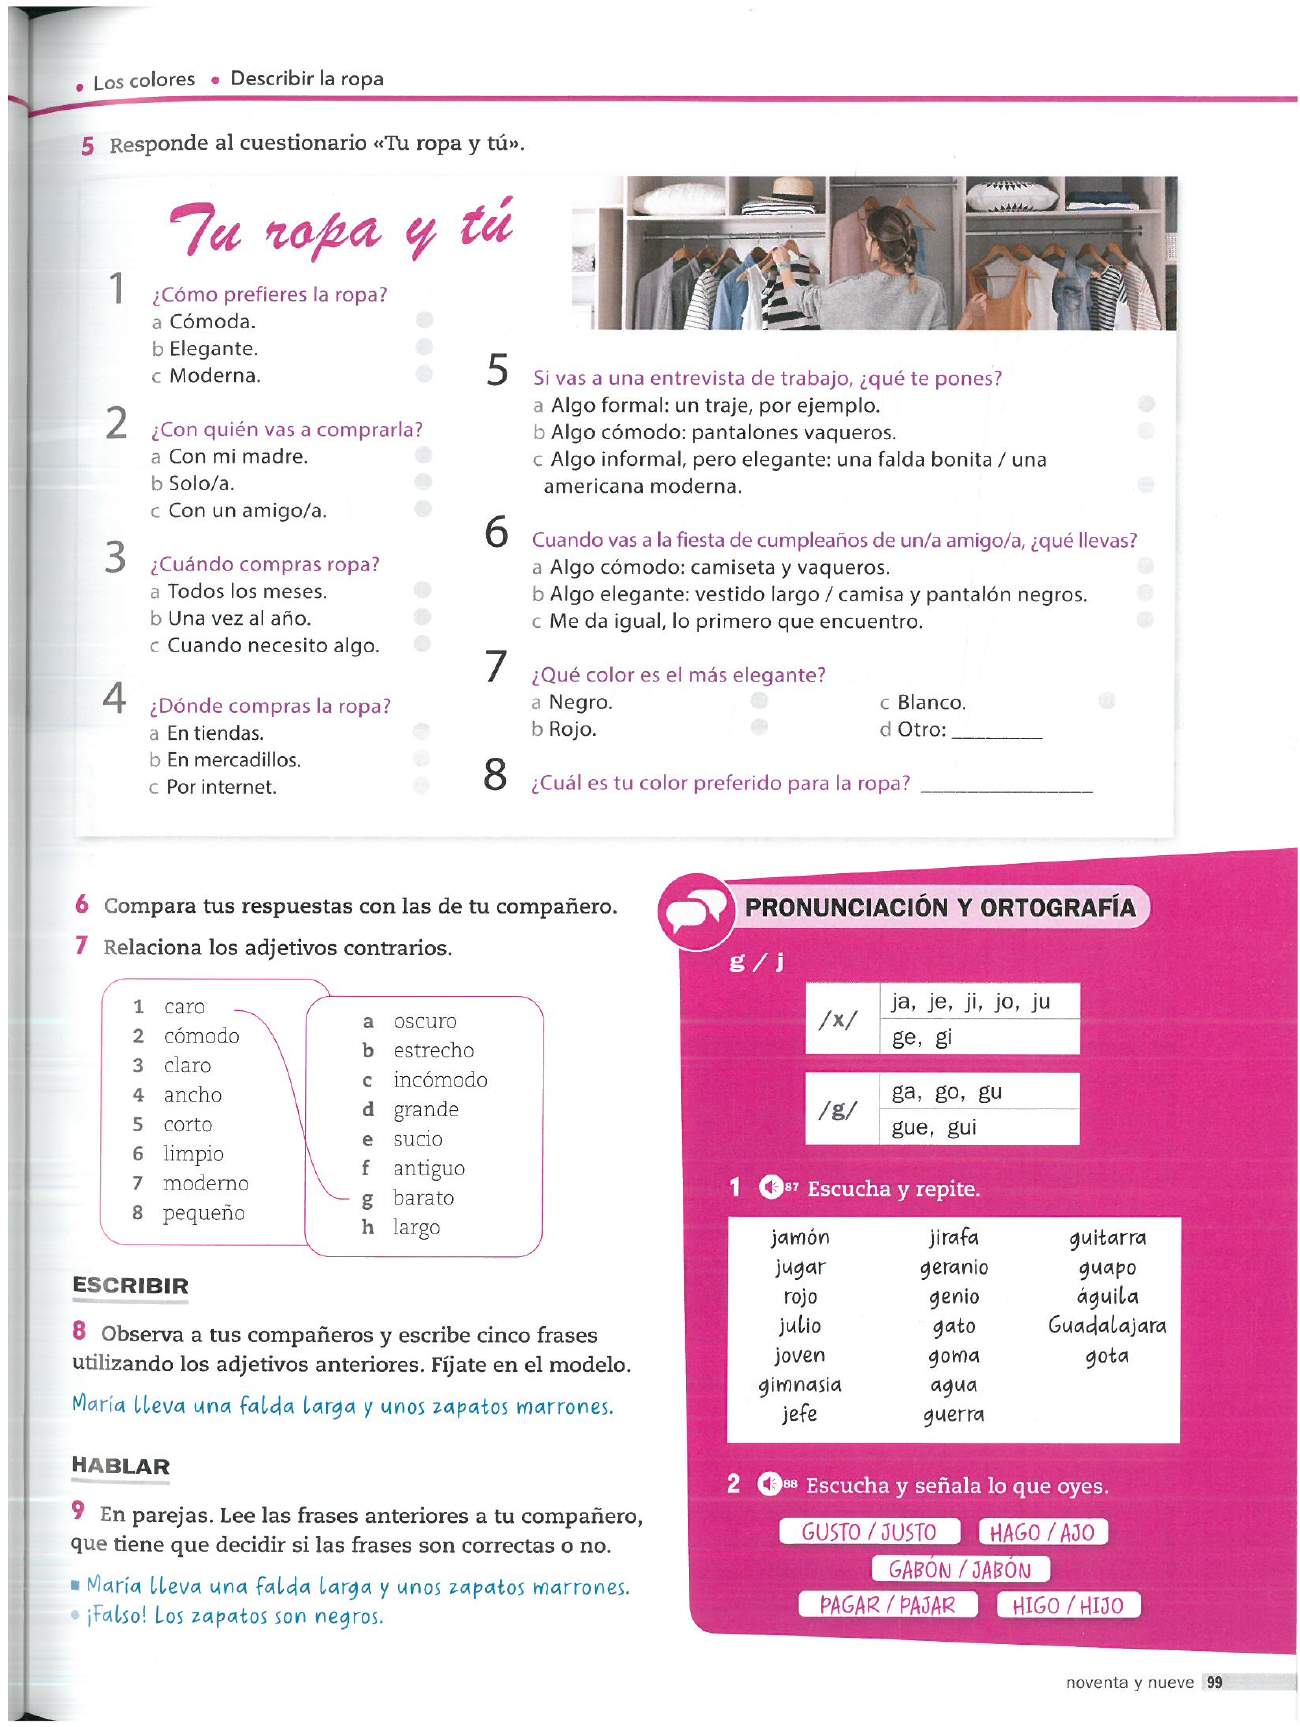 Los colores • Describir la ropa
5 Responde al cuestionario «Tu ropa y tú».
Tu ropa y tú
1 ¿Cómo prefieres la ropa?
a Cómoda.
b Elegante.
c Moderna.
2 ¿Con quién vas a comprarla?
a Con mi madre.
b Solo/a.
c Con un amigo/a.
3 ¿Cuándo compras ropa?
a Todos los meses.
b Una vez al año.
c Cuando necesito algo.
4 ¿Dónde compras la ropa?
a En tiendas.
b En mercadillos.
c Por internet.
5 Si vas a una entrevista de trabajo, ¿qué te pones?
a Algo formal: un traje, por ejemplo.
b Algo cómodo: pantalones vaqueros.
c Algo informal, pero elegante: una falda bonita / una
americana moderna.
6 Cuando vas a la fiesta de cumpleaños de un/a amigo/a, ¿qué llevas?
a Algo cómodo: camiseta y vaqueros.
b Algo elegante: vestido largo / camisa y pantalón negros.
c Me da igual, lo primero que encuentro.
7 ¿Qué color es el más elegante?
a Negro.
b Rojo.
c Blanco.
d Otro: ________
8 ¿Cuál es tu color preferido para la ropa? ________________
6 Compara tus respuestas con las de tu compañero.
7 Relaciona los adjetivos contrarios.
1 caro
2 cómodo
3 claro
4 ancho
5 corto
6 limpio
7 moderno
8 pequeño
a oscuro
b estrecho
c incómodo
d grande
e sucio
f antiguo
g barato
h largo
ESCRIBIR
8 Observa a tus compañeros y escribe cinco frases
utilizando los adjetivos anteriores. Fíjate en el modelo.
María lleva una falda larga y unos zapatos marrones.
HABLAR
9 En parejas. Lee las frases anteriores a tu compañero,
que tiene que decidir si las frases son correctas o no.
■ María lleva una falda larga y unos zapatos marrones.
● ¡Falso! Los zapatos son negros.
PRONUNCIACIÓN Y ORTOGRAFÍA
g / j
/x/
ja, je, ji, jo, ju
ge, gi
/g/
ga, go, gu
gue, gui
1 87 Escucha y repite.
jamón
jugar
rojo
julio
joven
gimnasia
jefe
jirafa
geranio
genio
gato
goma
agua
guerra
guitarra
guapo
águila
Guadalajara
gota
2 88 Escucha y señala lo que oyes.
GUSTO / JUSTO
HAGO / AJO
GABÓN / JABÓN
PAGAR / PAJAR
HIGO / HIJO
noventa y nueve 99